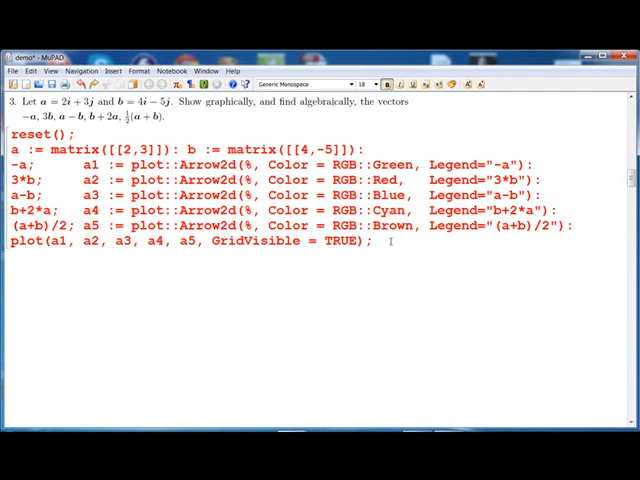 demo* - MuPAD
File Edit View Navigation Insert Format Notebook Window Help
Generic Monospace 18
3. Let a = 2i + 3j and b = 4i − 5j. Show graphically, and find algebraically, the vectors
−a, 3b, a − b, b + 2a, ½(a + b).
reset();
a := matrix([[2,3]]): b := matrix([[4,-5]]):
-a; a1 := plot::Arrow2d(%, Color = RGB::Green, Legend="-a"):
3*b; a2 := plot::Arrow2d(%, Color = RGB::Red, Legend="3*b"):
a-b; a3 := plot::Arrow2d(%, Color = RGB::Blue, Legend="a-b"):
b+2*a; a4 := plot::Arrow2d(%, Color = RGB::Cyan, Legend="b+2*a"):
(a+b)/2; a5 := plot::Arrow2d(%, Color = RGB::Brown, Legend="(a+b)/2"):
plot(a1, a2, a3, a4, a5, GridVisible = TRUE);